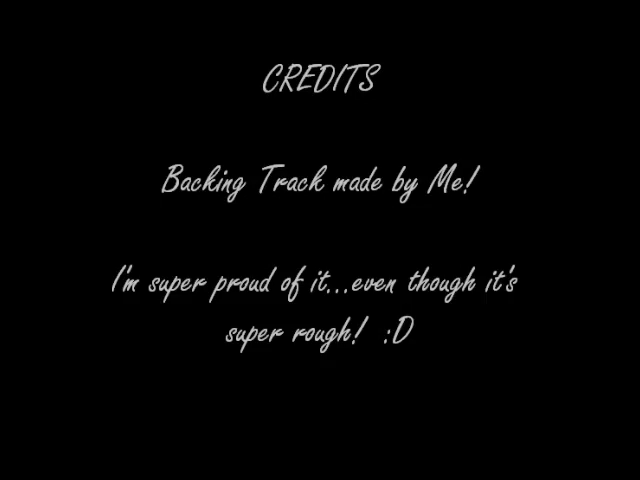 CREDITS
Backing Track made by Me!
I'm super proud of it...even though it's
super rough! :D